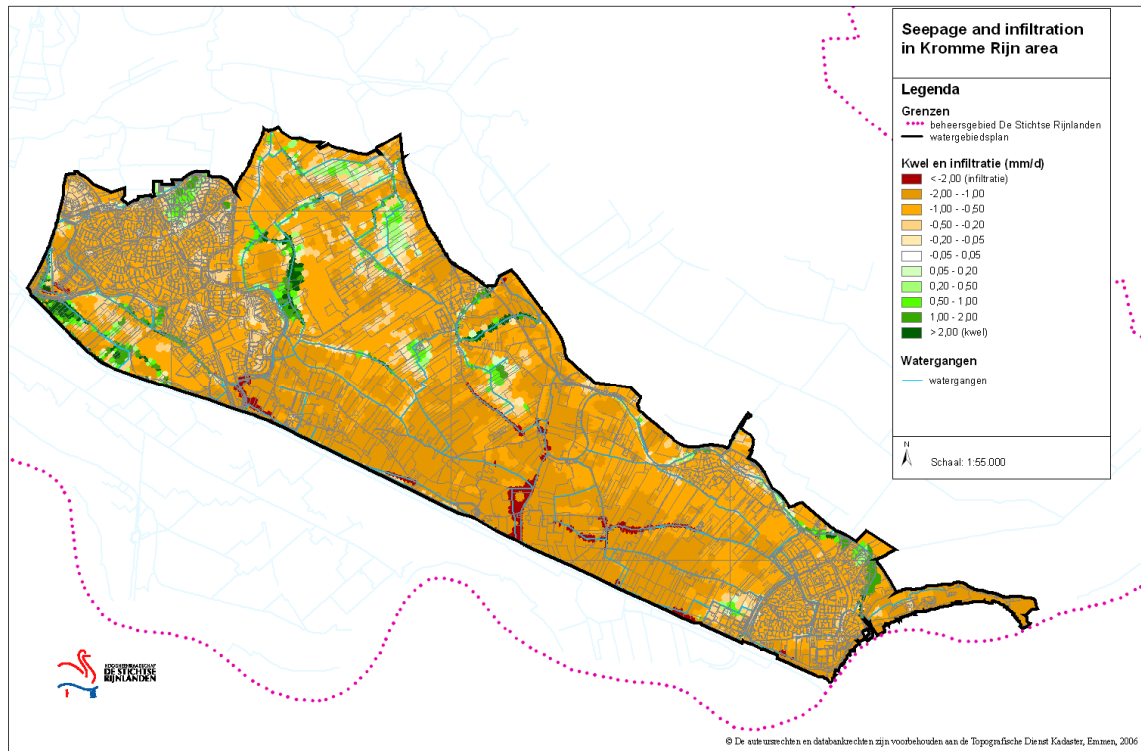 Seepage and infiltration
in Kromme Rijn area
Legenda
Grenzen
beheersgebied De Stichtse Rijnlanden
watergebiedsplan
Kwel en infiltratie (mm/d)
< -2,00 (infiltratie)
-2,00 - -1,00
-1,00 - -0,50
-0,50 - -0,20
-0,20 - -0,05
-0,05 - 0,05
0,05 - 0,20
0,20 - 0,50
0,50 - 1,00
1,00 - 2,00
> 2,00 (kwel)
Watergangen
watergangen
N
Schaal: 1:55.000
HOOGHEEMRAADSCHAP
DE STICHTSE
RIJNLANDEN
© De auteursrechten en databankrechten zijn voorbehouden aan de Topografische Dienst Kadaster, Emmen, 2006